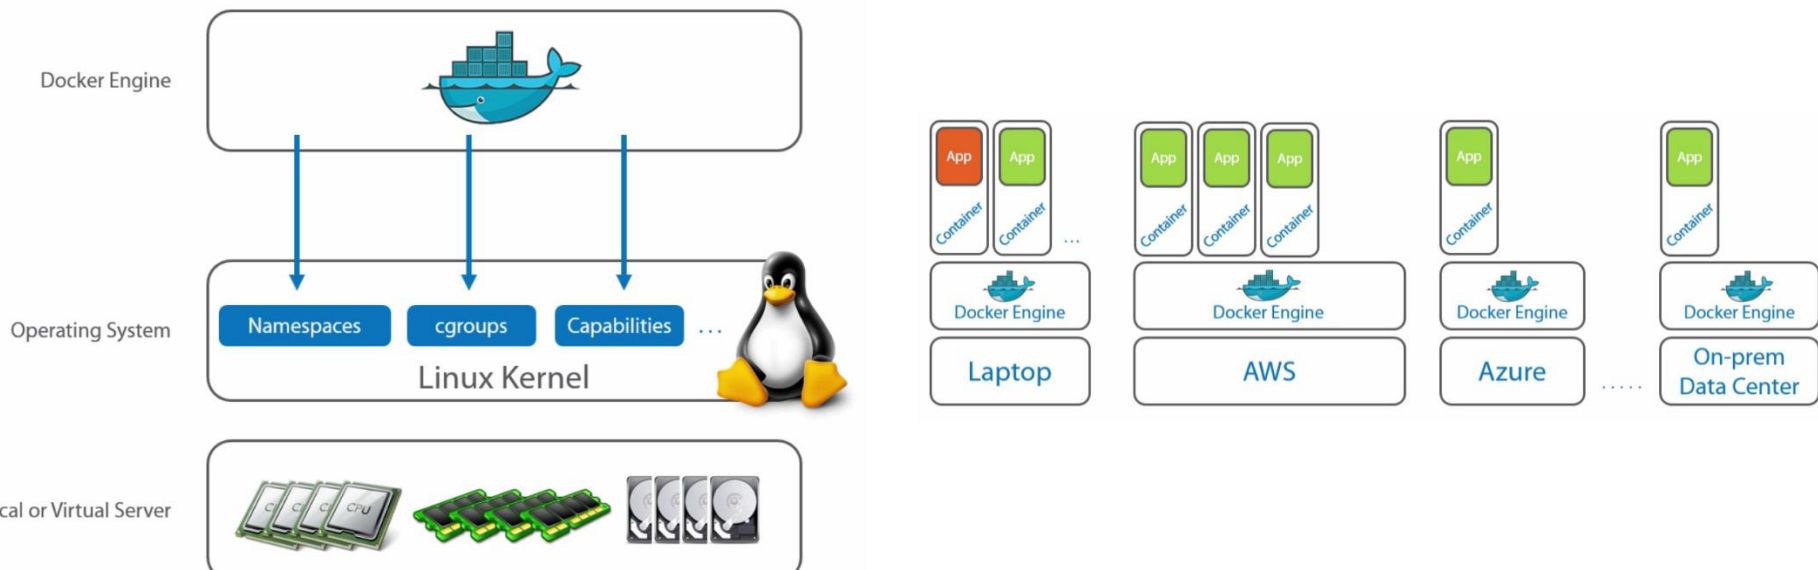 Docker Engine
Operating System
cal or Virtual Server
Namespaces
cgroups
Capabilities
...
Linux Kernel
CPU
App
App
Container
Container
...
Docker Engine
Laptop
App
App
App
Container
Container
Container
Docker Engine
AWS
App
Container
Docker Engine
Azure
.....
App
Container
Docker Engine
On-prem
Data Center